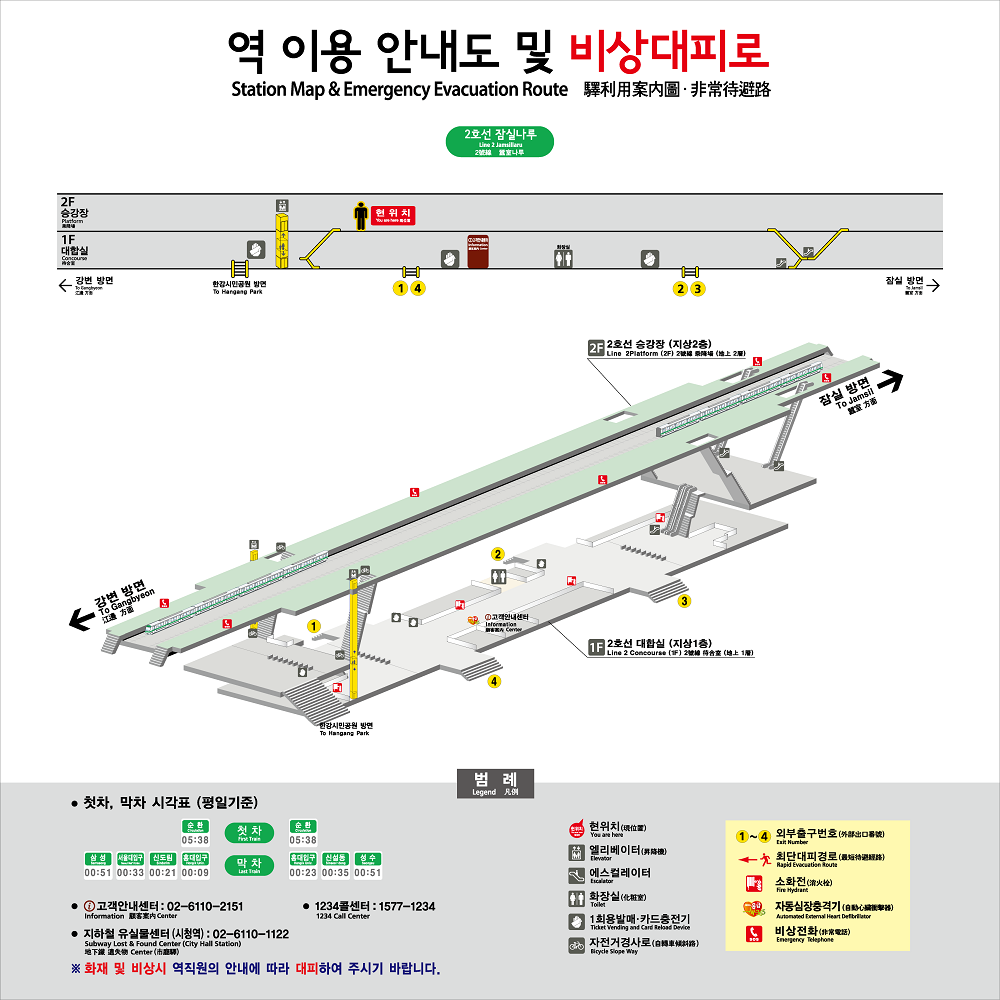 역 이용 안내도 및 비상대피로
Station Map & Emergency Evacuation Route 驛利用案內圖·非常待避路
2호선 잠실나루
Line 2 Jamsillaru
2號線 蠶室나루
2F
승강장
Platform
乘降場
1F
대합실
Concourse
待合室
현 위 치
You are here 現位置
고객안내센터
Information
화장실
강변 방면
To Gangbyeon
江邊 方面
한강시민공원 방면
To Hangang Park
1 4
2 3
잠실 방면
To Jamsil
蠶室 方面
2F 2호선 승강장 (지상2층)
Line 2Platform (2F) 2號線 乘降場 (地上 2層)
잠실 방면
To Jamsil
蠶室 方面
강변 방면
To Gangbyeon
江邊 方面
1
2
3
4
고객안내센터
Information
顧客案內 Center
1F 2호선 대합실 (지상1층)
Line 2 Concourse (1F) 2號線 待合室 (地上 1層)
한강시민공원 방면
To Hangang Park
범 례
Legend 凡例
● 첫차, 막차 시각표 (평일기준)
순 환 05:38 첫 차 First Train 순 환 05:38
삼 성 서울대입구 신도림 홍대입구 막 차 Last Train 홍대입구 신설동 성 수
00:51 00:33 00:21 00:09 00:23 00:35 00:51
● 고객안내센터 : 02-6110-2151
Information 顧客案內 Center
● 1234콜센터 : 1577-1234
1234 Call Center
● 지하철 유실물센터 (시청역) : 02-6110-1122
Subway Lost & Found Center (City Hall Station)
地下鐵 遺失物 Center (市廳驛)
※ 화재 및 비상시 역직원의 안내에 따라 대피하여 주시기 바랍니다.
현위치(現位置)
You are here
엘리베이터(昇降機)
Elevator
에스컬레이터
Escalator
화장실(化粧室)
Toilet
1회용발매·카드충전기
Ticket Vending and Card Reload Device
자전거경사로(自轉車傾斜路)
Bicycle Slope Way
1~4 외부출구번호(外部出口番號)
Exit Number
최단대피경로(最短待避經路)
Rapid Evacuation Route
소화전(消火栓)
Fire Hydrant
자동심장충격기(自動心臟衝擊器)
Automated External Heart Defibrillator
비상전화(非常電話)
Emergency Telephone